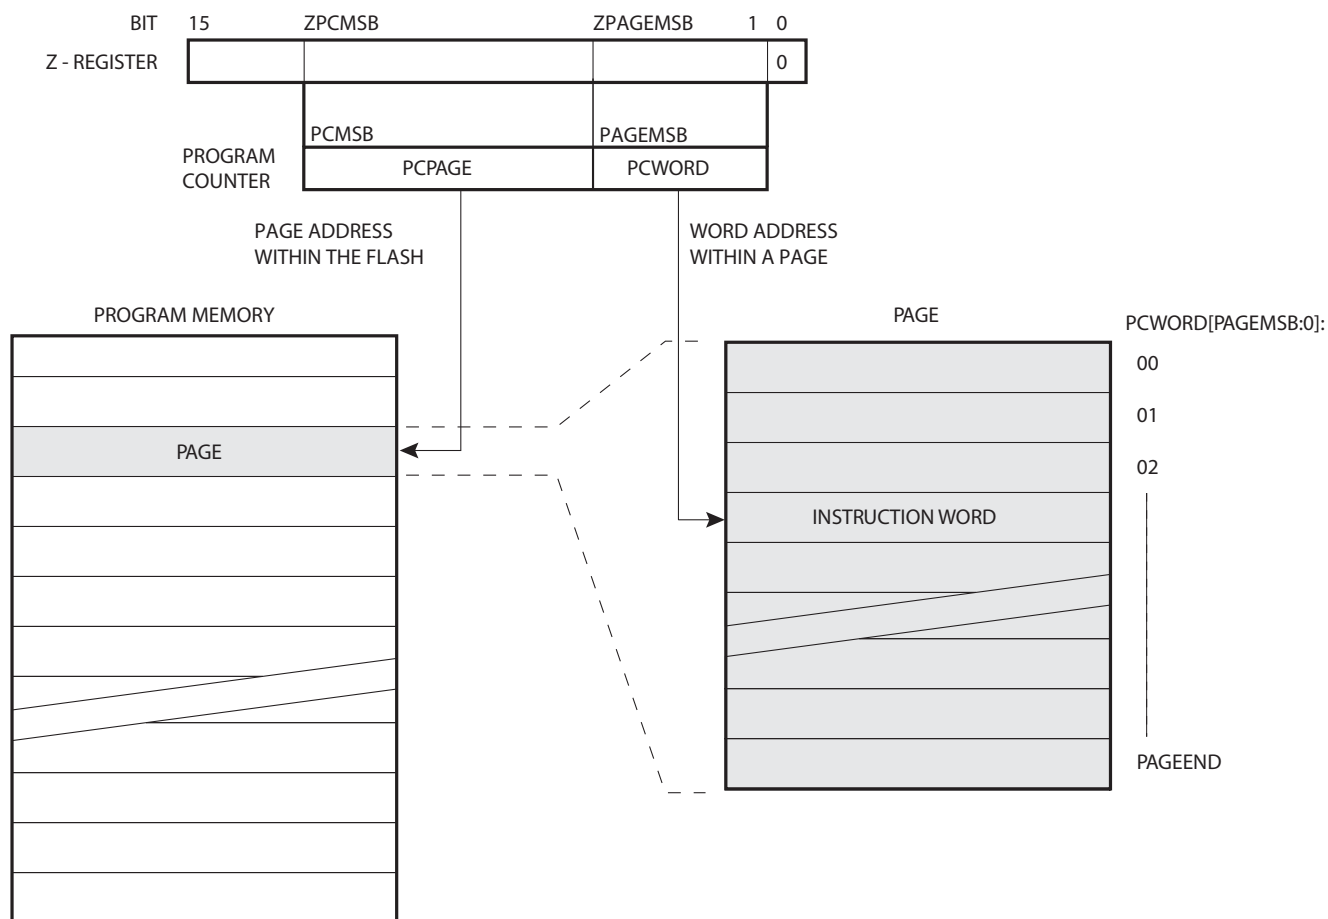 BIT 15 ZPCMSB ZPAGEMSB 1 0
Z - REGISTER 0
PCMSB PAGEMSB
PROGRAM
COUNTER
PCPAGE PCWORD
PAGE ADDRESS
WITHIN THE FLASH
WORD ADDRESS
WITHIN A PAGE
PROGRAM MEMORY
PAGE
PAGE
PCWORD[PAGEMSB:0]:
00
01
02
INSTRUCTION WORD
PAGEEND